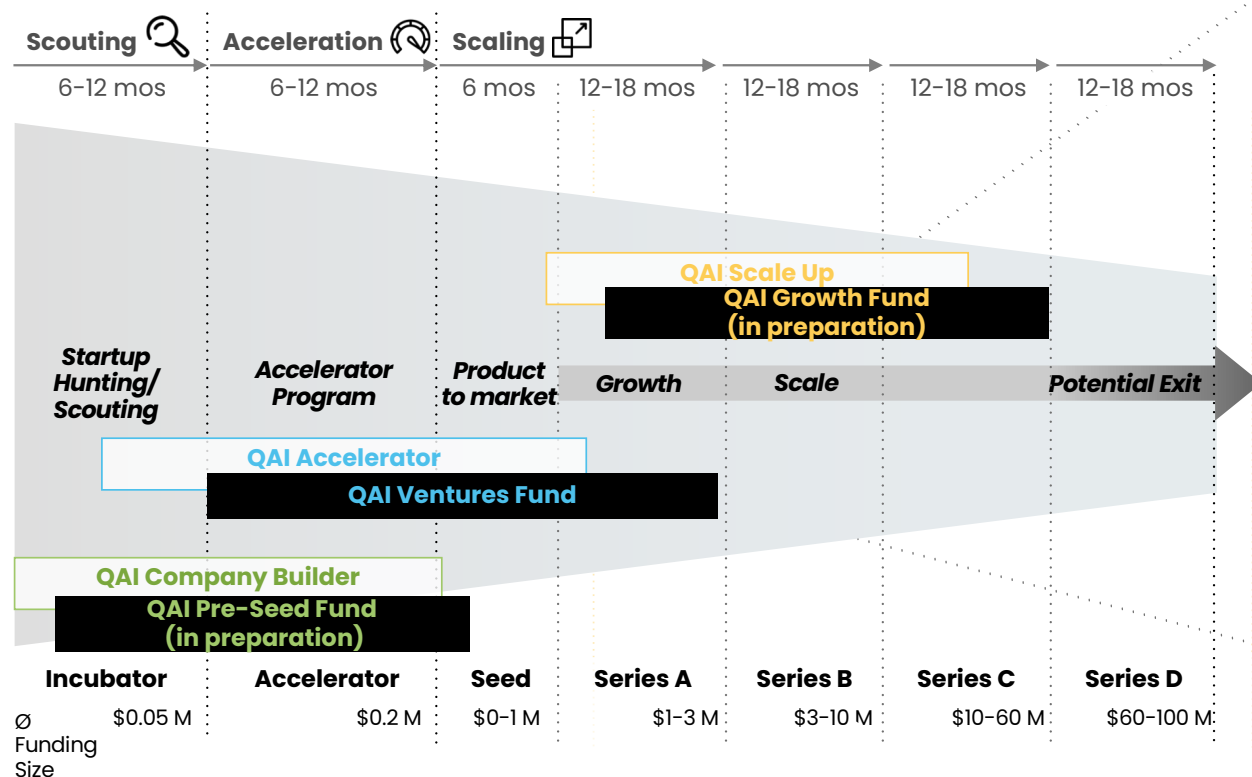 Scouting
Acceleration
Scaling
6-12 mos
6-12 mos
6 mos
12-18 mos
12-18 mos
12-18 mos
12-18 mos
QAI Scale Up
QAI Growth Fund
(in preparation)
Startup
Hunting/
Scouting
Accelerator
Program
Product
to market
Growth
Scale
Potential Exit
QAI Accelerator
QAI Ventures Fund
QAI Company Builder
QAI Pre-Seed Fund
(in preparation)
Incubator
Accelerator
Seed
Series A
Series B
Series C
Series D
Ø
Funding
Size
$0.05 M
$0.2 M
$0-1 M
$1-3 M
$3-10 M
$10-60 M
$60-100 M